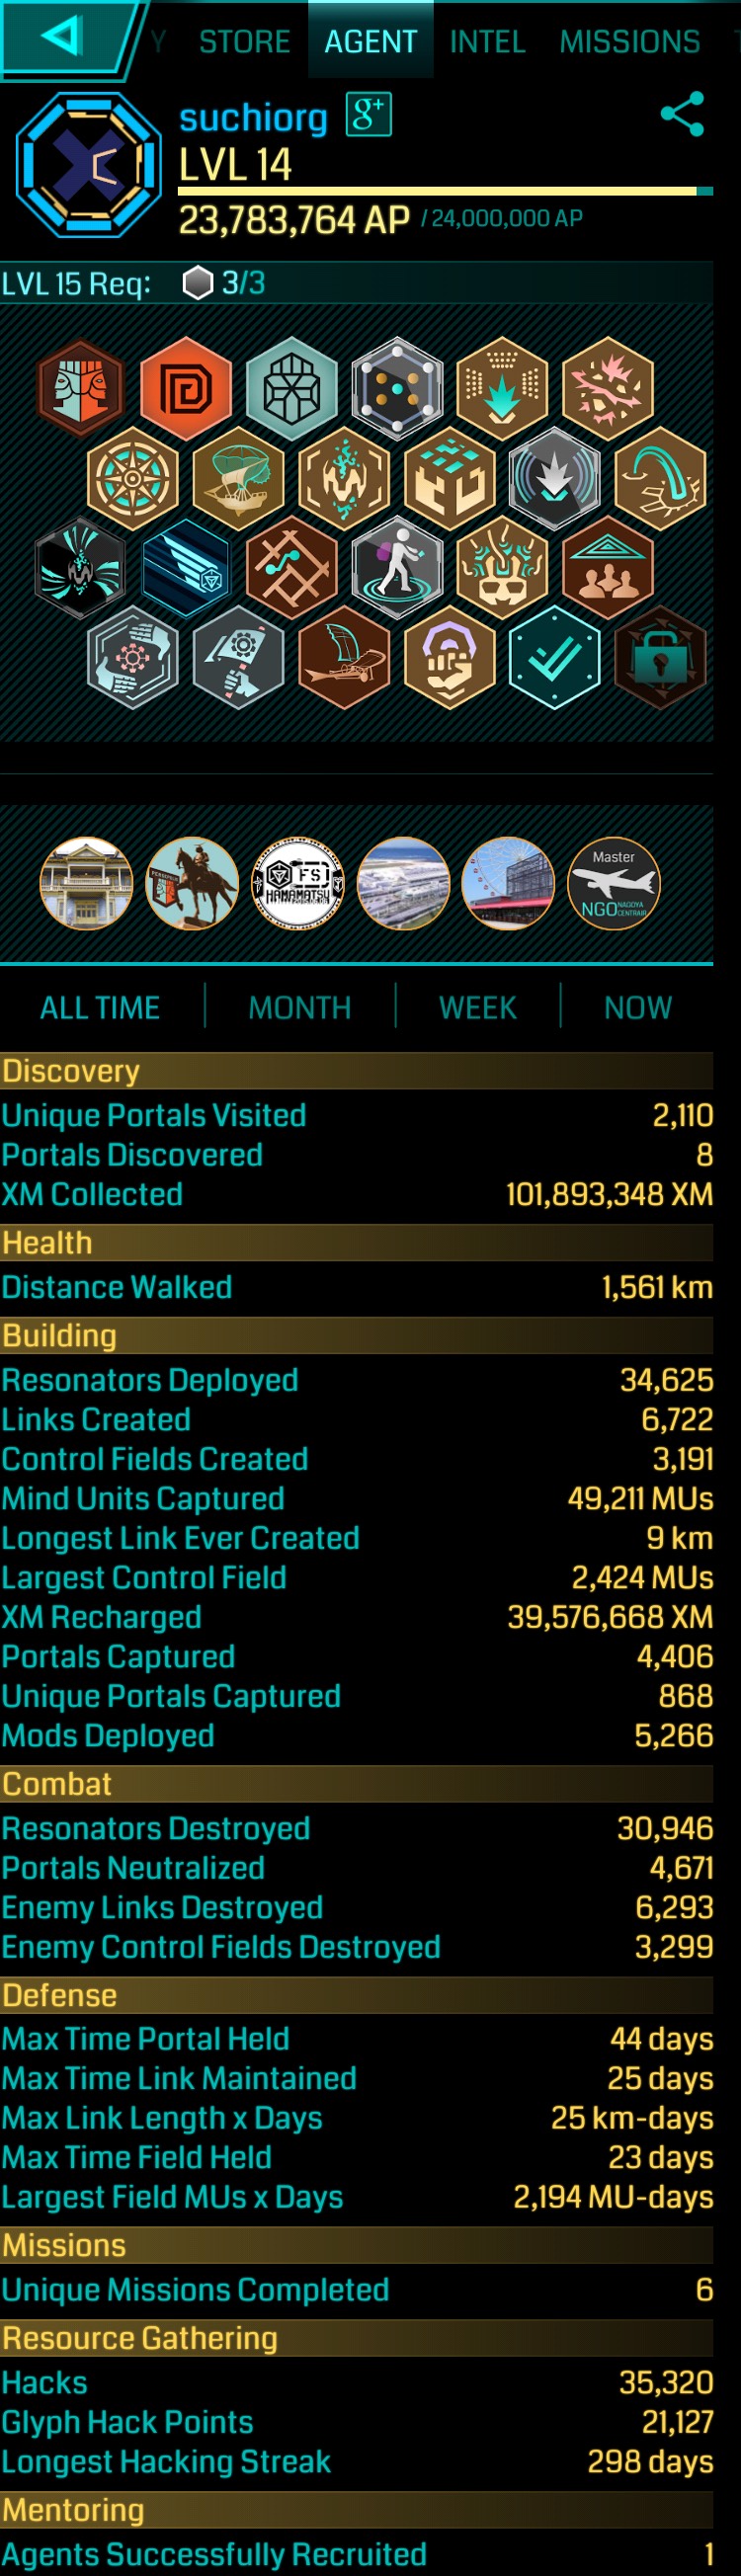 Y STORE AGENT INTEL MISSIONS
suchiorg g+
LVL 14
23,783,764 AP / 24,000,000 AP
LVL 15 Req: 3/3
PERSEPOLIS
FS
HAMAMATSU
Master
NGO NAGOYA CENTRAIR
ALL TIME MONTH WEEK NOW
Discovery
Unique Portals Visited 2,110
Portals Discovered 8
XM Collected 101,893,348 XM
Health
Distance Walked 1,561 km
Building
Resonators Deployed 34,625
Links Created 6,722
Control Fields Created 3,191
Mind Units Captured 49,211 MUs
Longest Link Ever Created 9 km
Largest Control Field 2,424 MUs
XM Recharged 39,576,668 XM
Portals Captured 4,406
Unique Portals Captured 868
Mods Deployed 5,266
Combat
Resonators Destroyed 30,946
Portals Neutralized 4,671
Enemy Links Destroyed 6,293
Enemy Control Fields Destroyed 3,299
Defense
Max Time Portal Held 44 days
Max Time Link Maintained 25 days
Max Link Length x Days 25 km-days
Max Time Field Held 23 days
Largest Field MUs x Days 2,194 MU-days
Missions
Unique Missions Completed 6
Resource Gathering
Hacks 35,320
Glyph Hack Points 21,127
Longest Hacking Streak 298 days
Mentoring
Agents Successfully Recruited 1